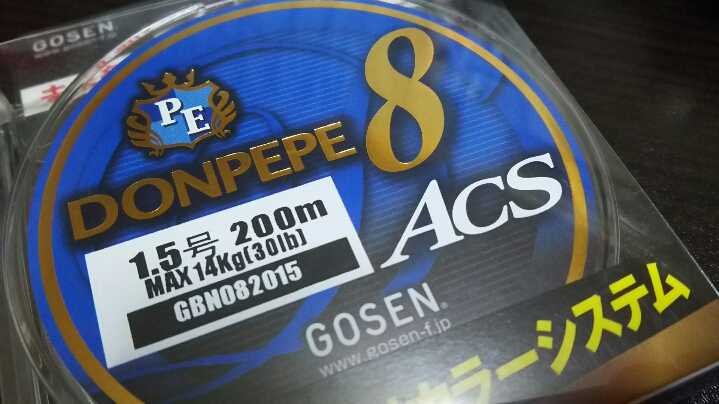 GOSEN
PE
DONPEPE 8
ACS
1.5号 200m
MAX 14Kg(30lb)
GBN082015
GOSEN®
www.gosen-f.jp
カラーシステム